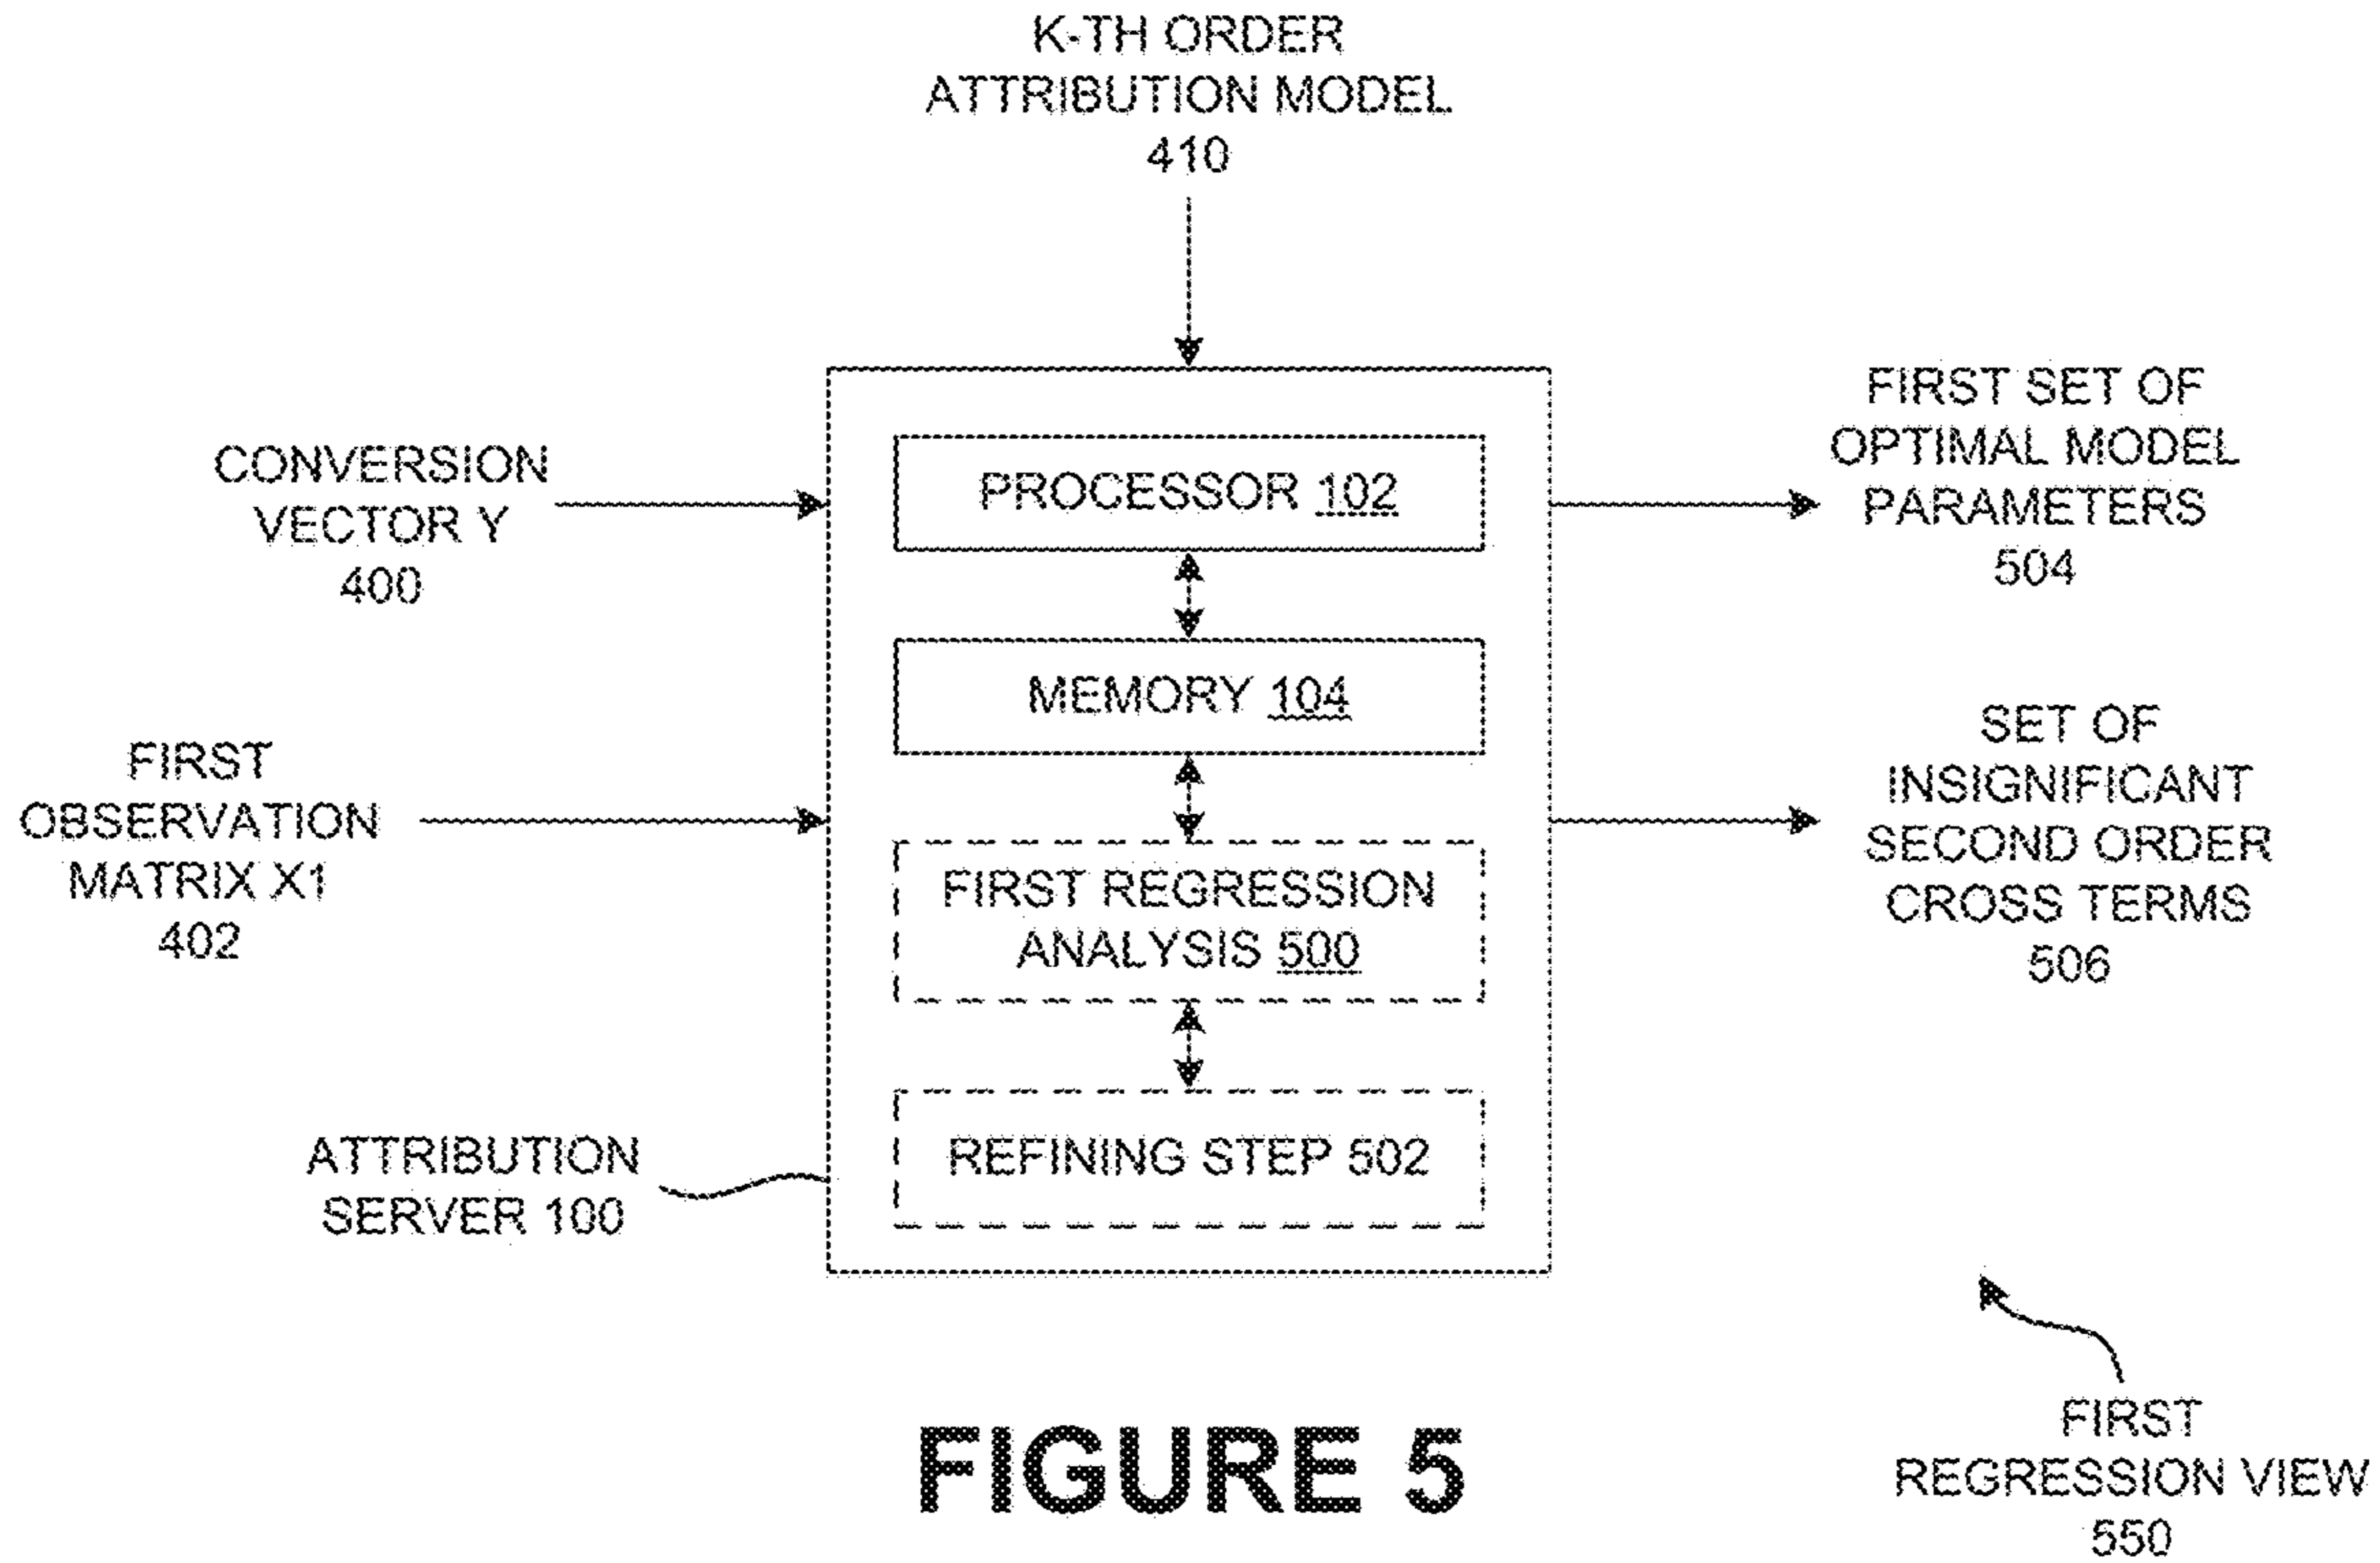 K-TH ORDER
ATTRIBUTION MODEL
410
CONVERSION
VECTOR Y
400
FIRST
OBSERVATION
MATRIX X1
402
ATTRIBUTION
SERVER 100
PROCESSOR 102
MEMORY 104
FIRST REGRESSION
ANALYSIS 500
REFINING STEP 502
FIRST SET OF
OPTIMAL MODEL
PARAMETERS
504
SET OF
INSIGNIFICANT
SECOND ORDER
CROSS TERMS
506
FIRST
REGRESSION VIEW
550
FIGURE 5